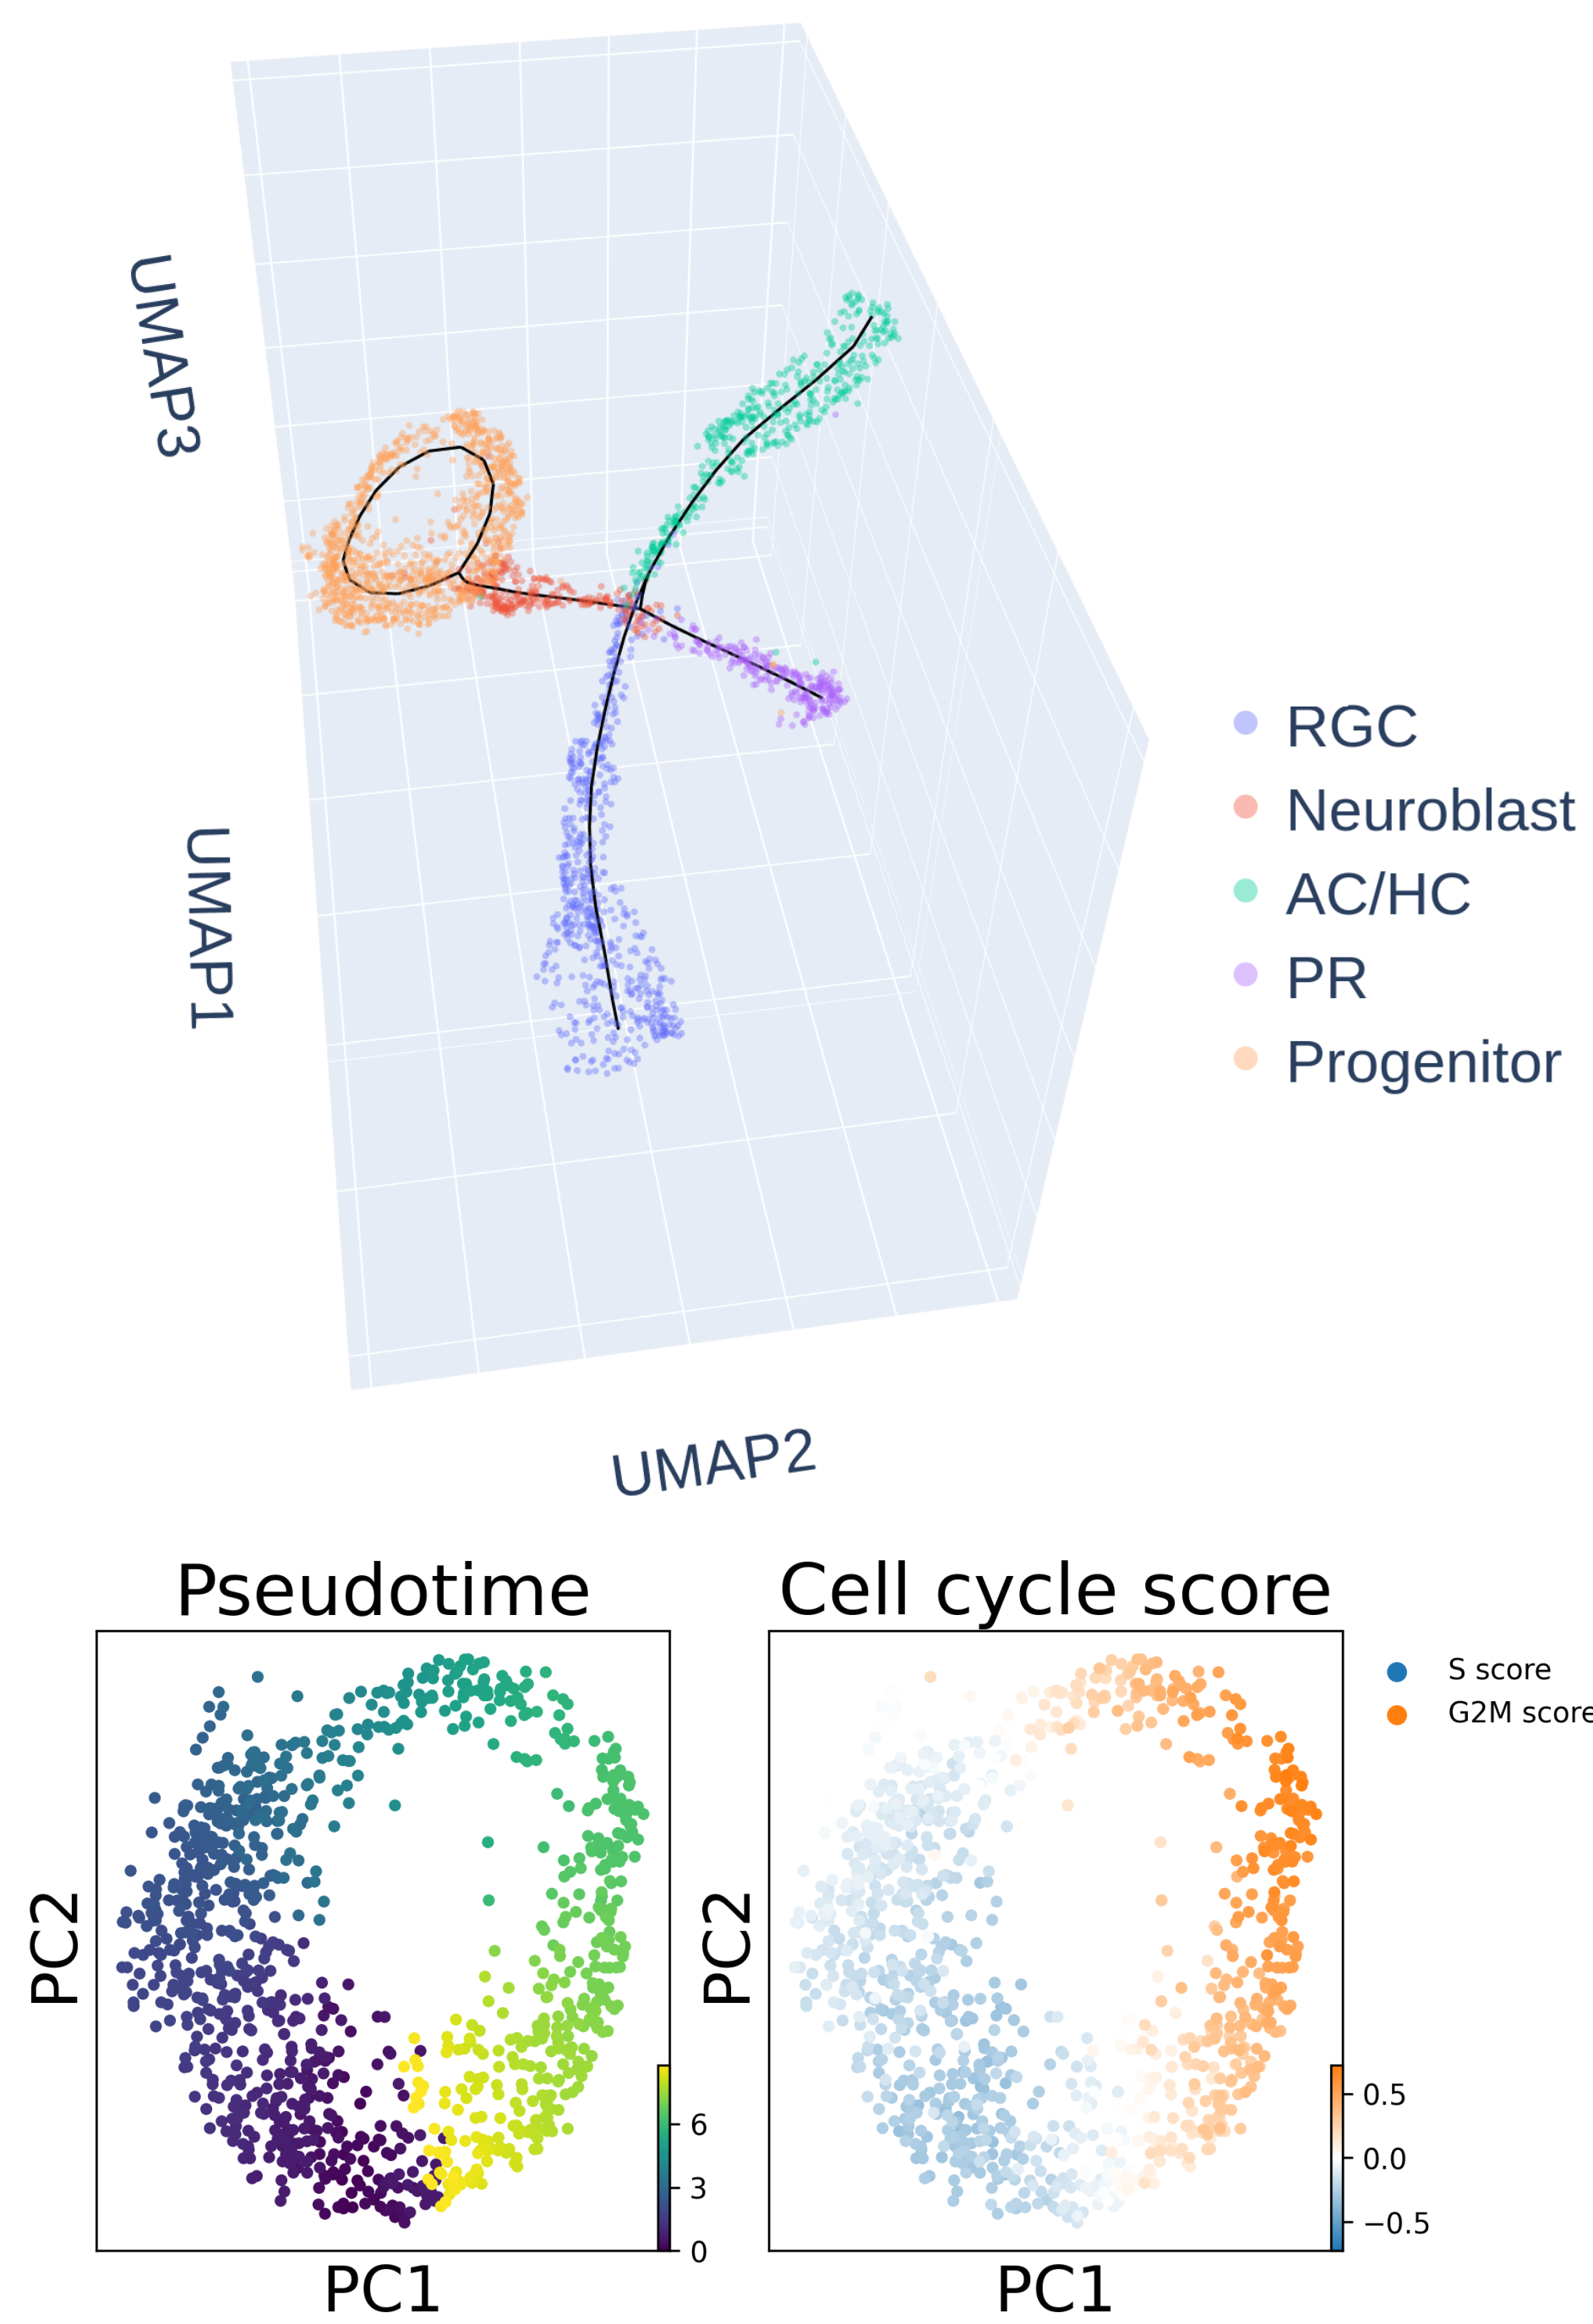 UMAP3
UMAP1
UMAP2
RGC
Neuroblast
AC/HC
PR
Progenitor
Pseudotime
PC2
PC1
6
3
0
Cell cycle score
PC2
PC1
S score
G2M score
0.5
0.0
−0.5